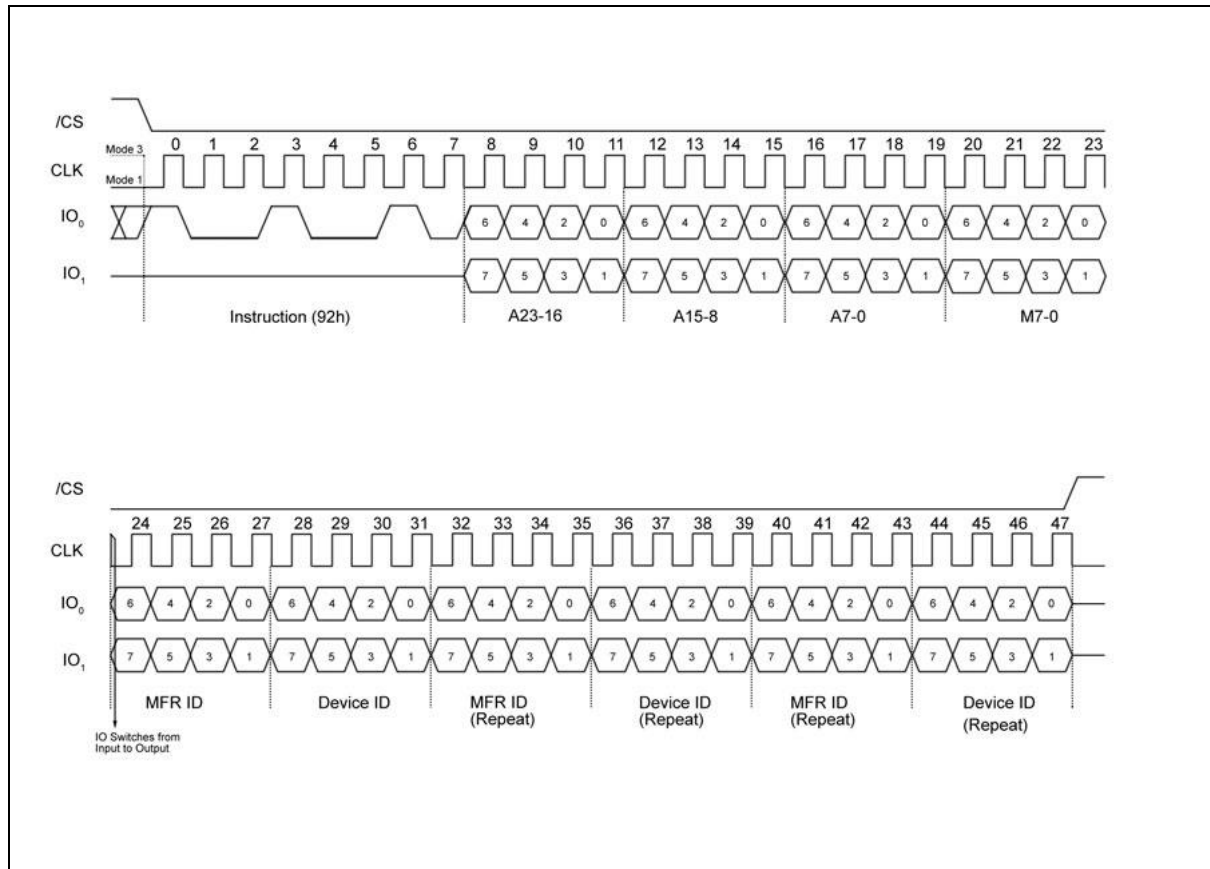 /CS
0 1 2 3 4 5 6 7 8 9 10 11 12 13 14 15 16 17 18 19 20 21 22 23
Mode 3
CLK
Mode 1
IO0 6 4 2 0 6 4 2 0 6 4 2 0 6 4 2 0
IO1 7 5 3 1 7 5 3 1 7 5 3 1 7 5 3 1
Instruction (92h) A23-16 A15-8 A7-0 M7-0
/CS
24 25 26 27 28 29 30 31 32 33 34 35 36 37 38 39 40 41 42 43 44 45 46 47
CLK
IO0 6 4 2 0 6 4 2 0 6 4 2 0 6 4 2 0 6 4 2 0 6 4 2 0
IO1 7 5 3 1 7 5 3 1 7 5 3 1 7 5 3 1 7 5 3 1 7 5 3 1
MFR ID Device ID MFR ID Device ID MFR ID Device ID
(Repeat) (Repeat) (Repeat) (Repeat)
IO Switches from
Input to Output